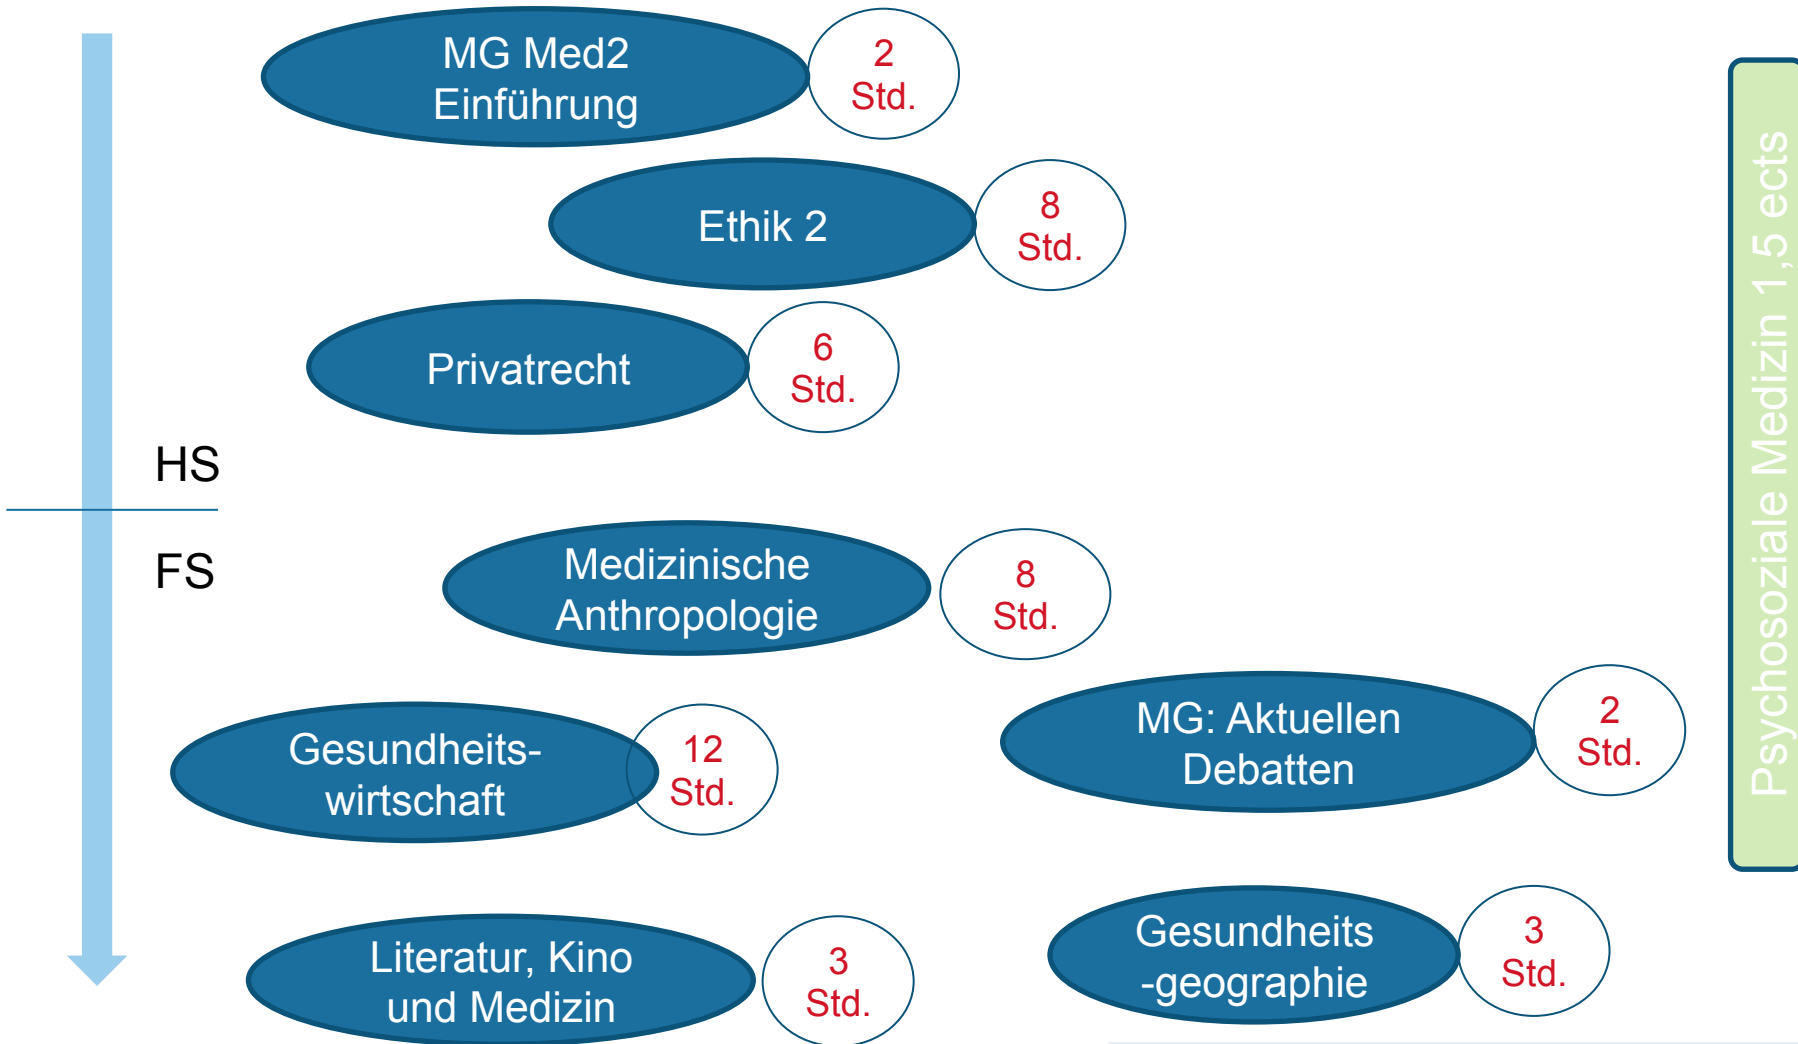 MG Med2
Einführung
2
Std.
Ethik 2
8
Std.
Privatrecht
6
Std.
HS
FS
Medizinische
Anthropologie
8
Std.
Gesundheits-
wirtschaft
12
Std.
MG: Aktuellen
Debatten
2
Std.
Literatur, Kino
und Medizin
3
Std.
Gesundheits
-geographie
3
Std.
Psychosoziale Medizin 1,5 ects